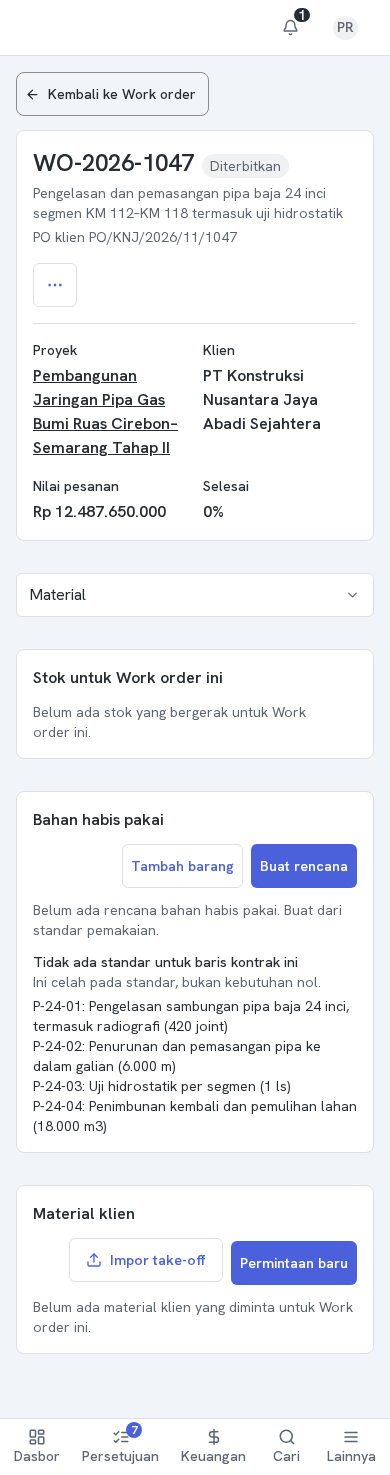 1
PR
Kembali ke Work order
WO-2026-1047 Diterbitkan
Pengelasan dan pemasangan pipa baja 24 inci
segmen KM 112–KM 118 termasuk uji hidrostatik
PO klien PO/KNJ/2026/11/1047
Proyek
Pembangunan
Jaringan Pipa Gas
Bumi Ruas Cirebon–
Semarang Tahap II
Klien
PT Konstruksi
Nusantara Jaya
Abadi Sejahtera
Nilai pesanan
Rp 12.487.650.000
Selesai
0%
Material
Stok untuk Work order ini
Belum ada stok yang bergerak untuk Work
order ini.
Bahan habis pakai
Tambah barang
Buat rencana
Belum ada rencana bahan habis pakai. Buat dari
standar pemakaian.
Tidak ada standar untuk baris kontrak ini
Ini celah pada standar, bukan kebutuhan nol.
P-24-01: Pengelasan sambungan pipa baja 24 inci,
termasuk radiografi (420 joint)
P-24-02: Penurunan dan pemasangan pipa ke
dalam galian (6.000 m)
P-24-03: Uji hidrostatik per segmen (1 ls)
P-24-04: Penimbunan kembali dan pemulihan lahan
(18.000 m3)
Material klien
Impor take-off
Permintaan baru
Belum ada material klien yang diminta untuk Work
order ini.
7
Dasbor
Persetujuan
Keuangan
Cari
Lainnya